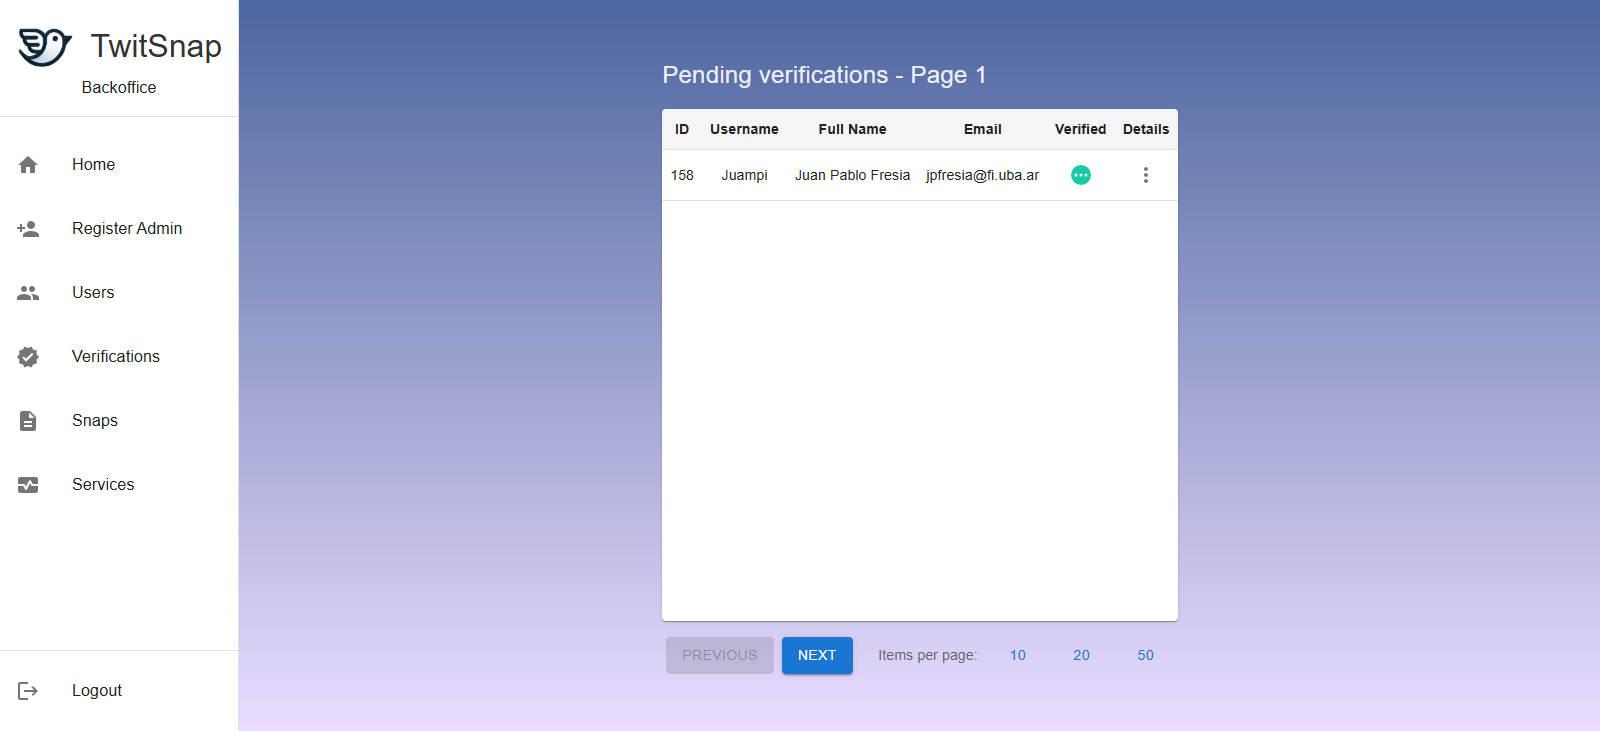 TwitSnap
Backoffice
Home
Register Admin
Users
Verifications
Snaps
Services
Logout
Pending verifications - Page 1
ID Username Full Name Email Verified Details
158 Juampi Juan Pablo Fresia jpfresia@fi.uba.ar
PREVIOUS NEXT Items per page: 10 20 50